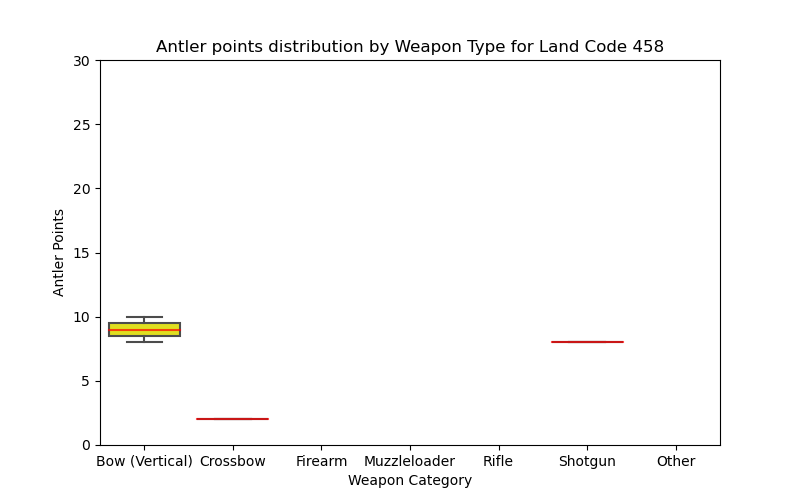 Antler points distribution by Weapon Type for Land Code 458
30
25
20
15
10
5
0
Antler Points
Bow (Vertical) Crossbow Firearm Muzzleloader Rifle Shotgun Other
Weapon Category